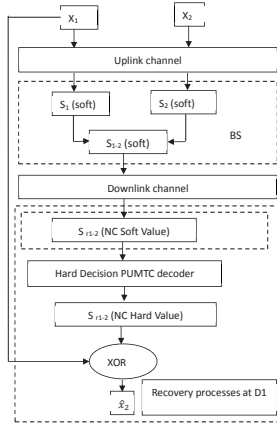 X1 X2
Uplink channel
S1 (soft) S2 (soft)
S1-2 (soft)
BS
Downlink channel
S r1-2 (NC Soft Value)
Hard Decision PUMTC decoder
S r1-2 (NC Hard Value)
XOR
Recovery processes at D1
x̂2